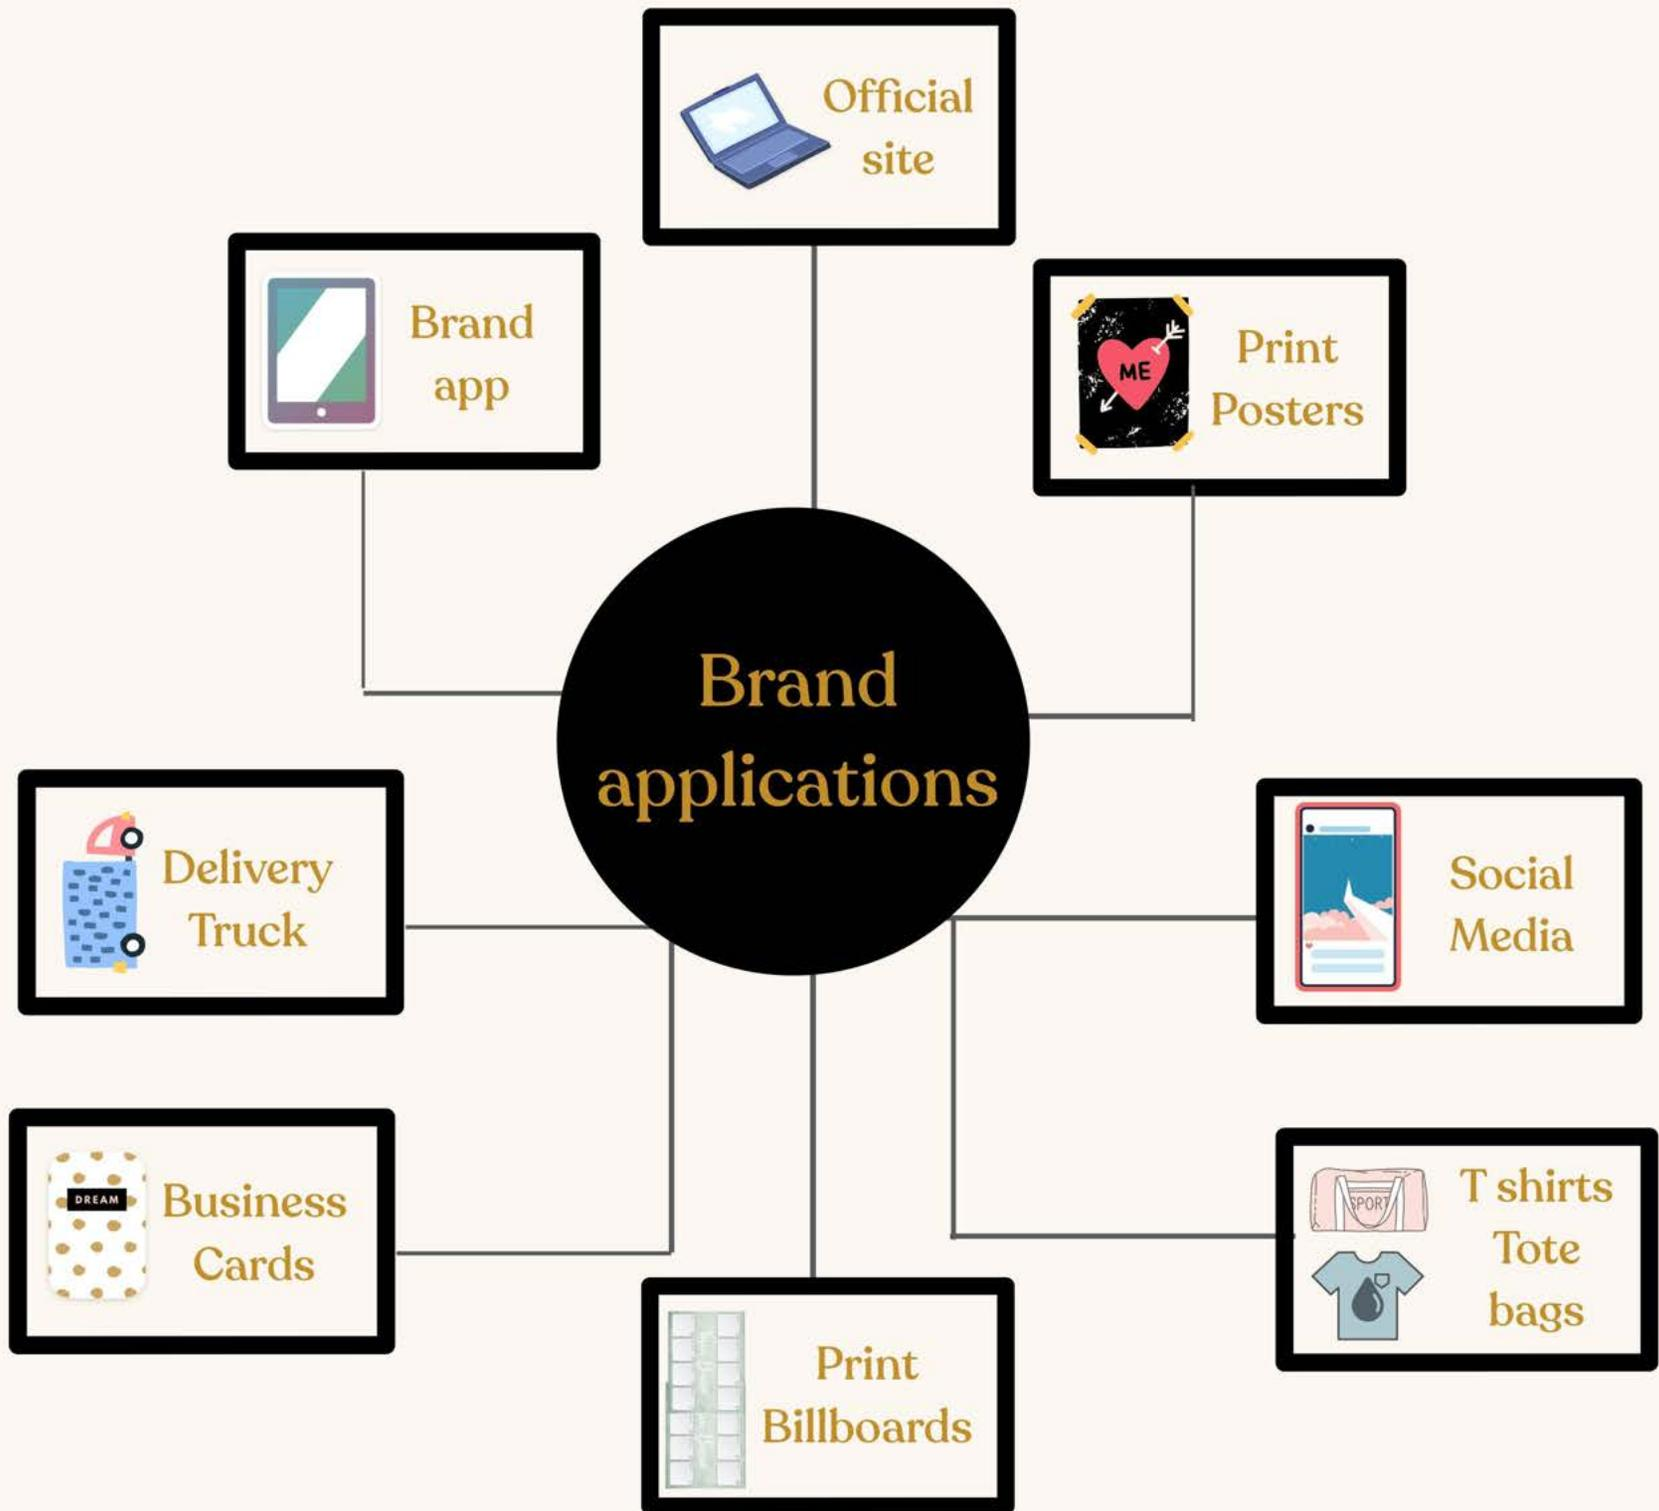 Official
site
Brand
app
Print
Posters
ME
Brand
applications
Delivery
Truck
Social
Media
Business
Cards
DREAM
T shirts
Tote
bags
SPORT
Print
Billboards